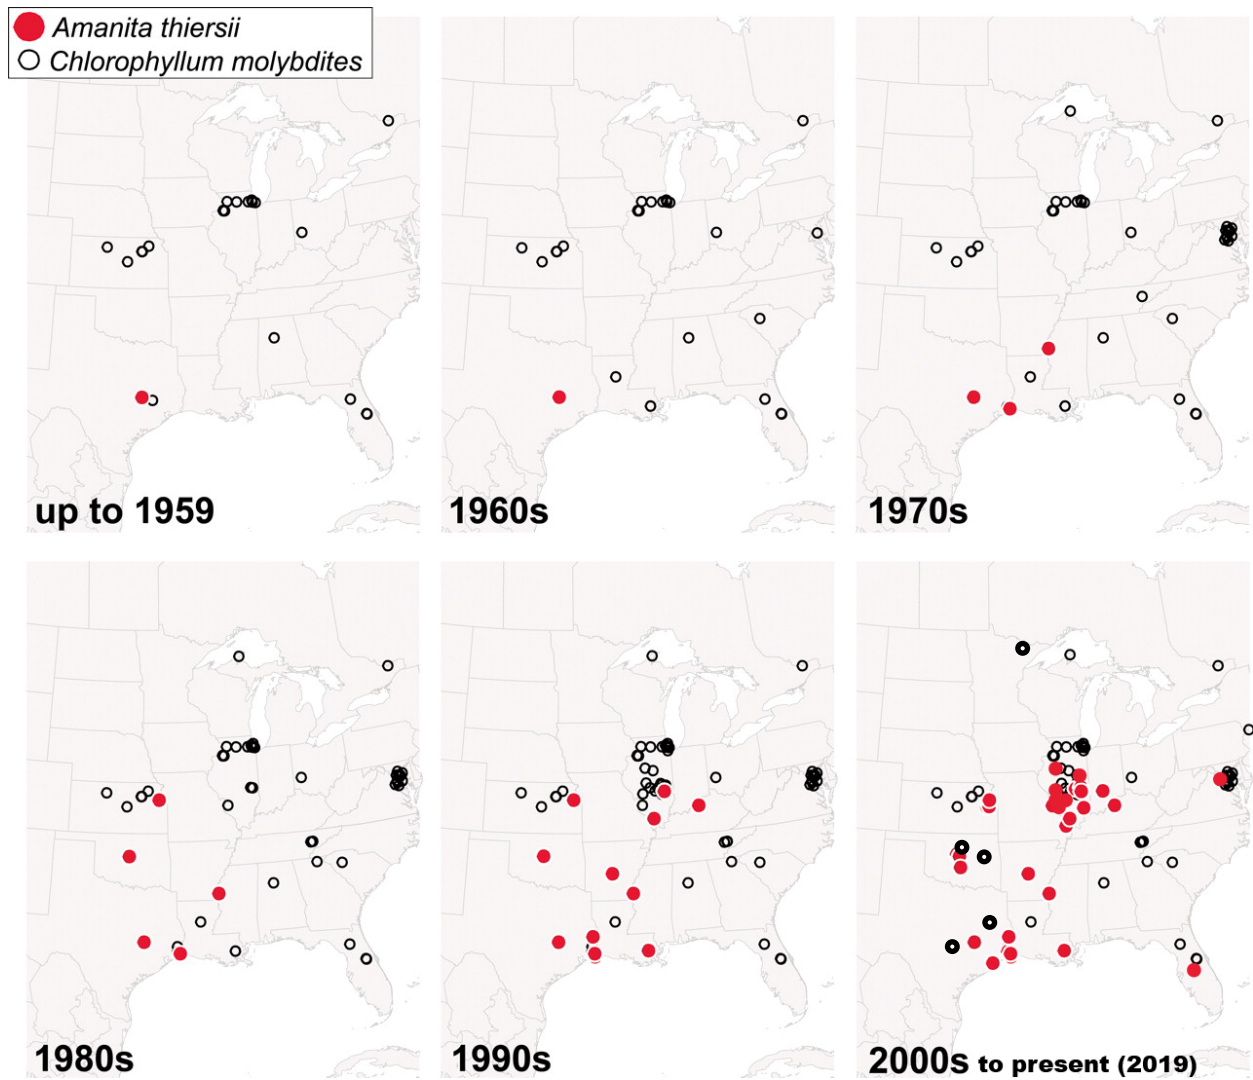 Amanita thiersii
Chlorophyllum molybdites
up to 1959
1960s
1970s
1980s
1990s
2000s to present (2019)